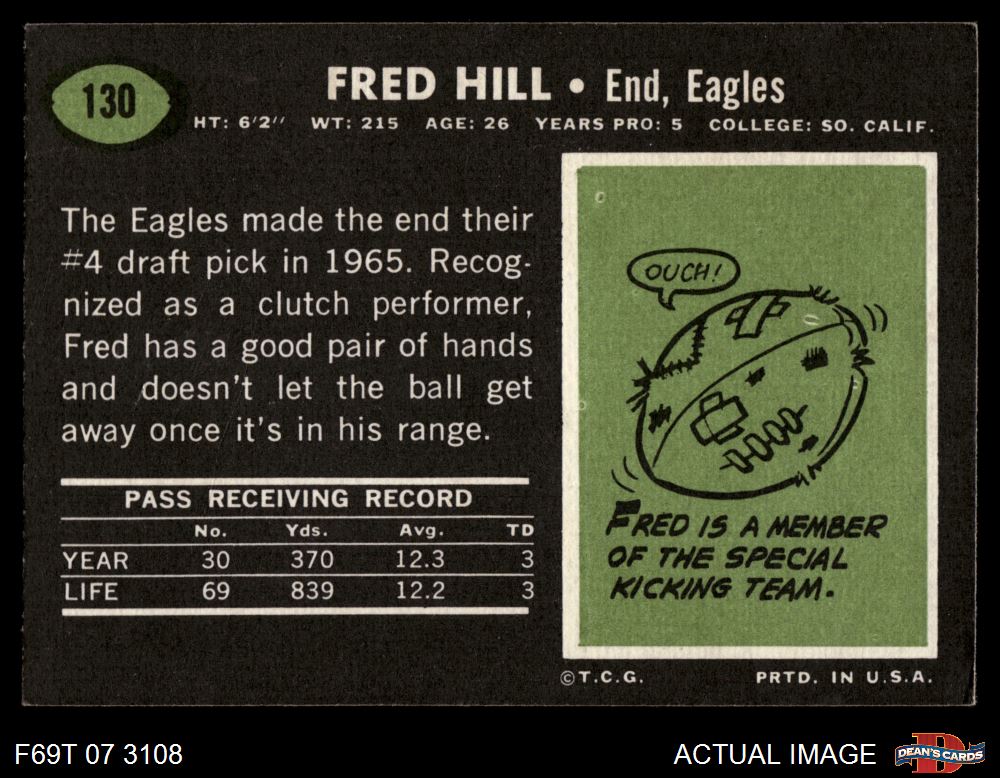 130
FRED HILL • End, Eagles
HT: 6'2" WT: 215 AGE: 26 YEARS PRO: 5 COLLEGE: SO. CALIF.
The Eagles made the end their
#4 draft pick in 1965. Recog-
nized as a clutch performer,
Fred has a good pair of hands
and doesn't let the ball get
away once it's in his range.
PASS RECEIVING RECORD
No. Yds. Avg. TD
YEAR 30 370 12.3 3
LIFE 69 839 12.2 3
OUCH!
FRED IS A MEMBER
OF THE SPECIAL
KICKING TEAM.
©T.C.G. PRTD. IN U.S.A.
F69T 07 3108
ACTUAL IMAGE
D
DEAN'S CARDS